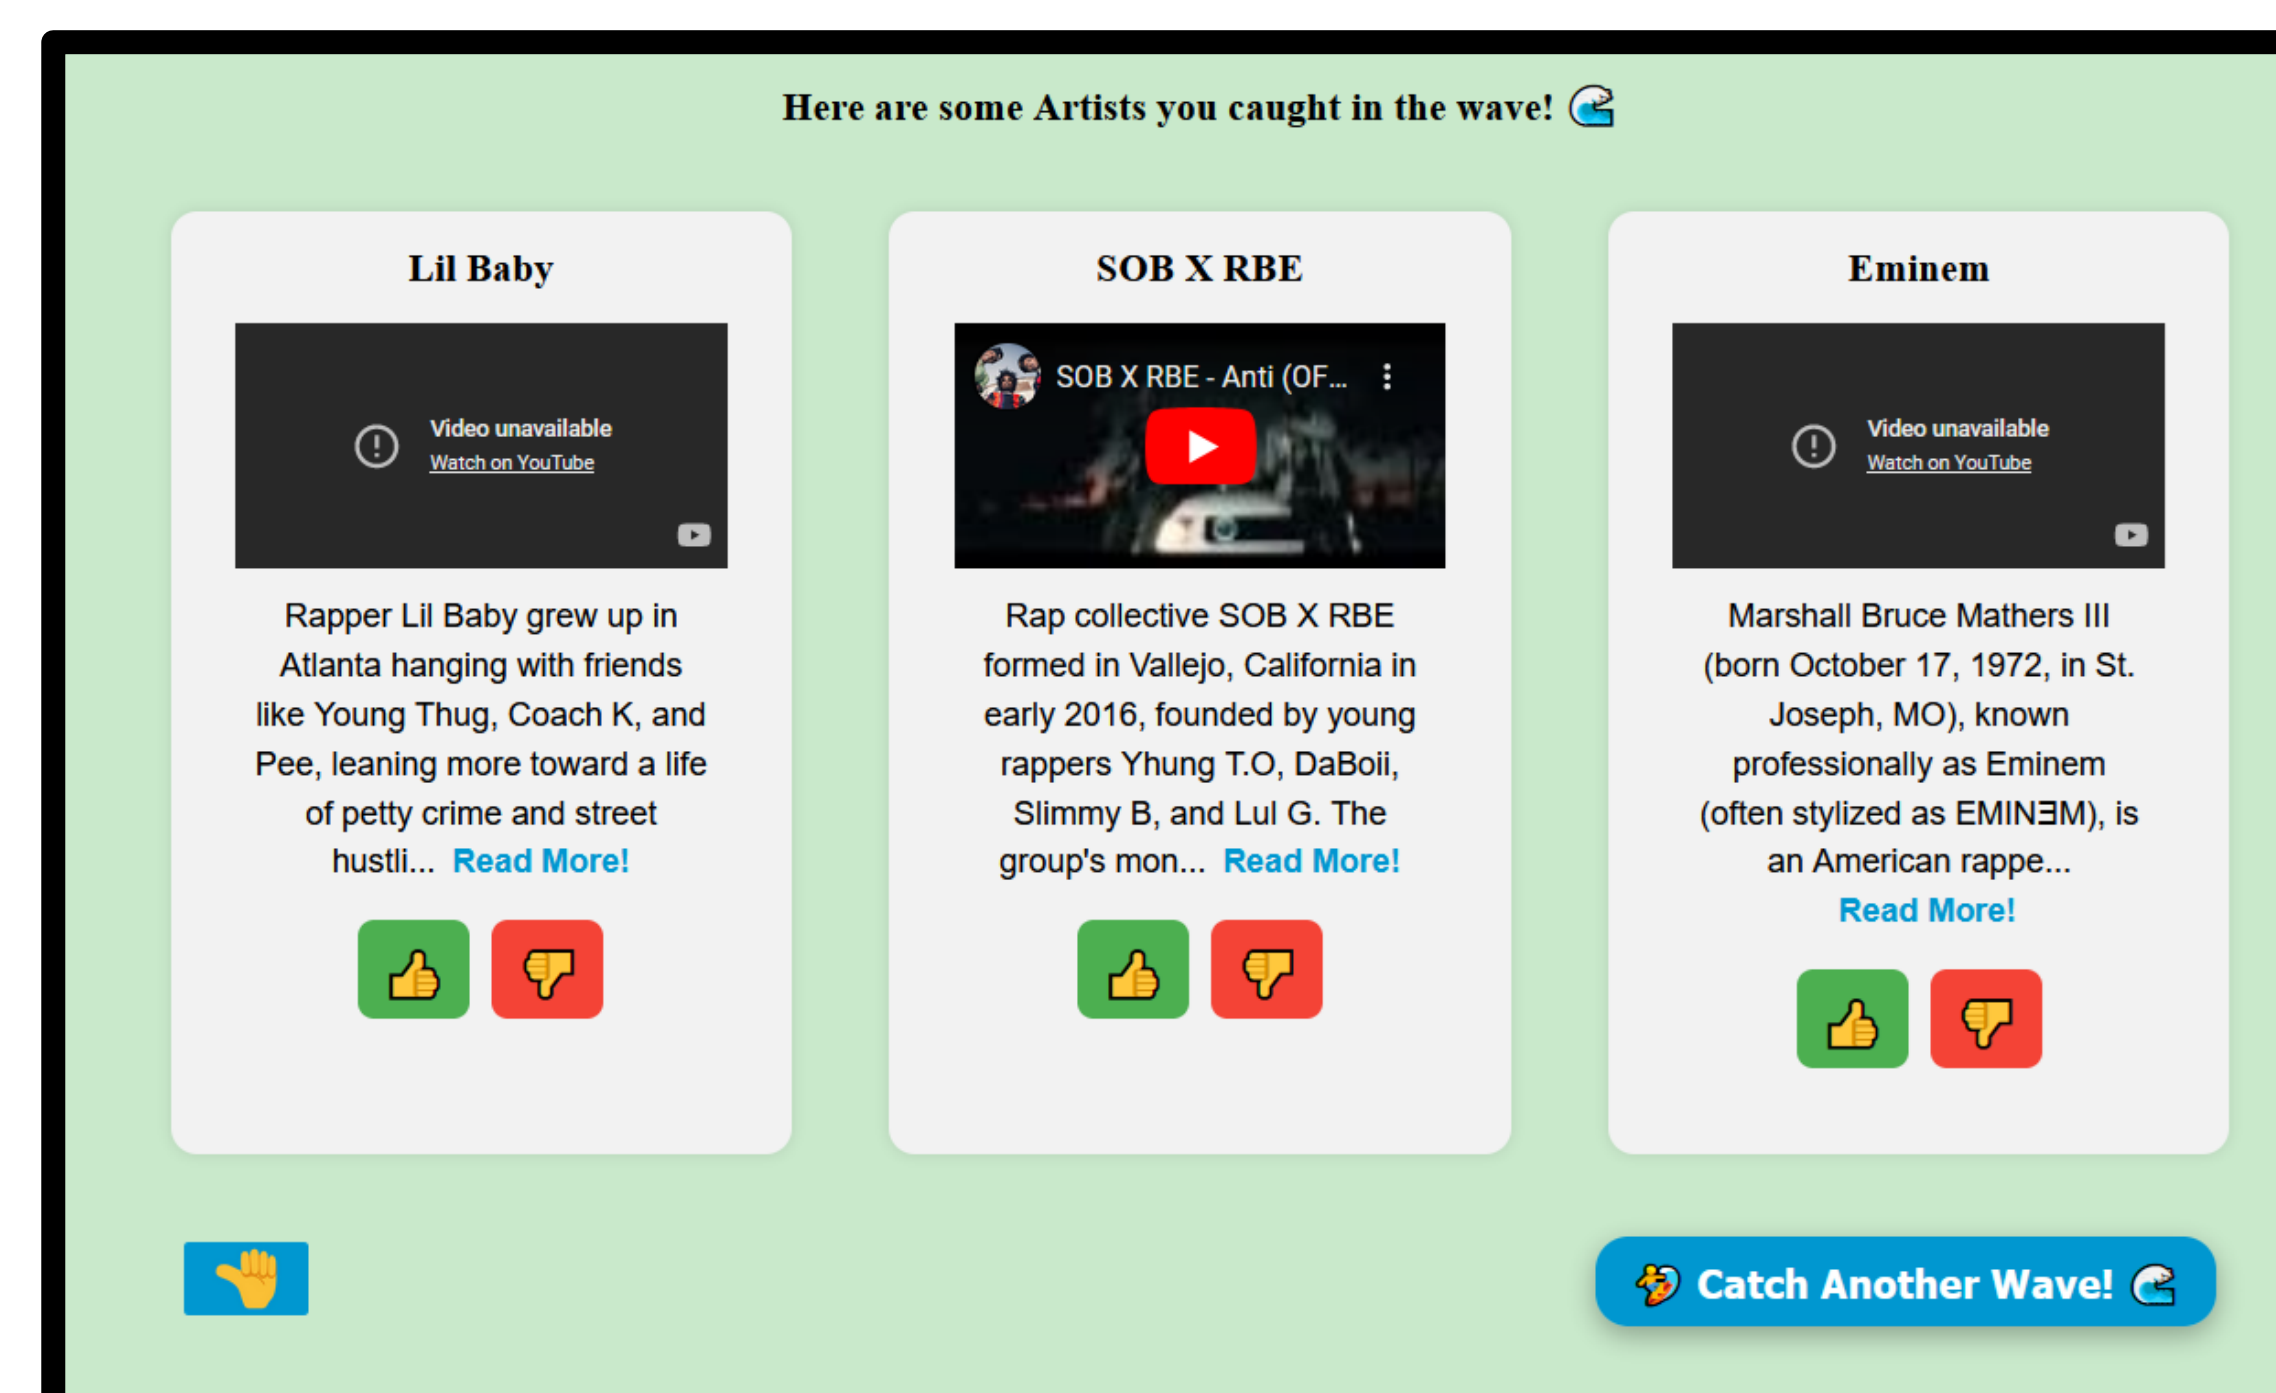 Here are some Artists you caught in the wave! 🌊
Lil Baby
Video unavailable
Watch on YouTube
Rapper Lil Baby grew up in
Atlanta hanging with friends
like Young Thug, Coach K, and
Pee, leaning more toward a life
of petty crime and street
hustli... Read More!
👍 👎
SOB X RBE
SOB X RBE - Anti (OF...
Rap collective SOB X RBE
formed in Vallejo, California in
early 2016, founded by young
rappers Yhung T.O, DaBoii,
Slimmy B, and Lul G. The
group's mon... Read More!
👍 👎
Eminem
Video unavailable
Watch on YouTube
Marshall Bruce Mathers III
(born October 17, 1972, in St.
Joseph, MO), known
professionally as Eminem
(often stylized as EMINƎM), is
an American rappe...
Read More!
👍 👎
🏄 Catch Another Wave! 🌊